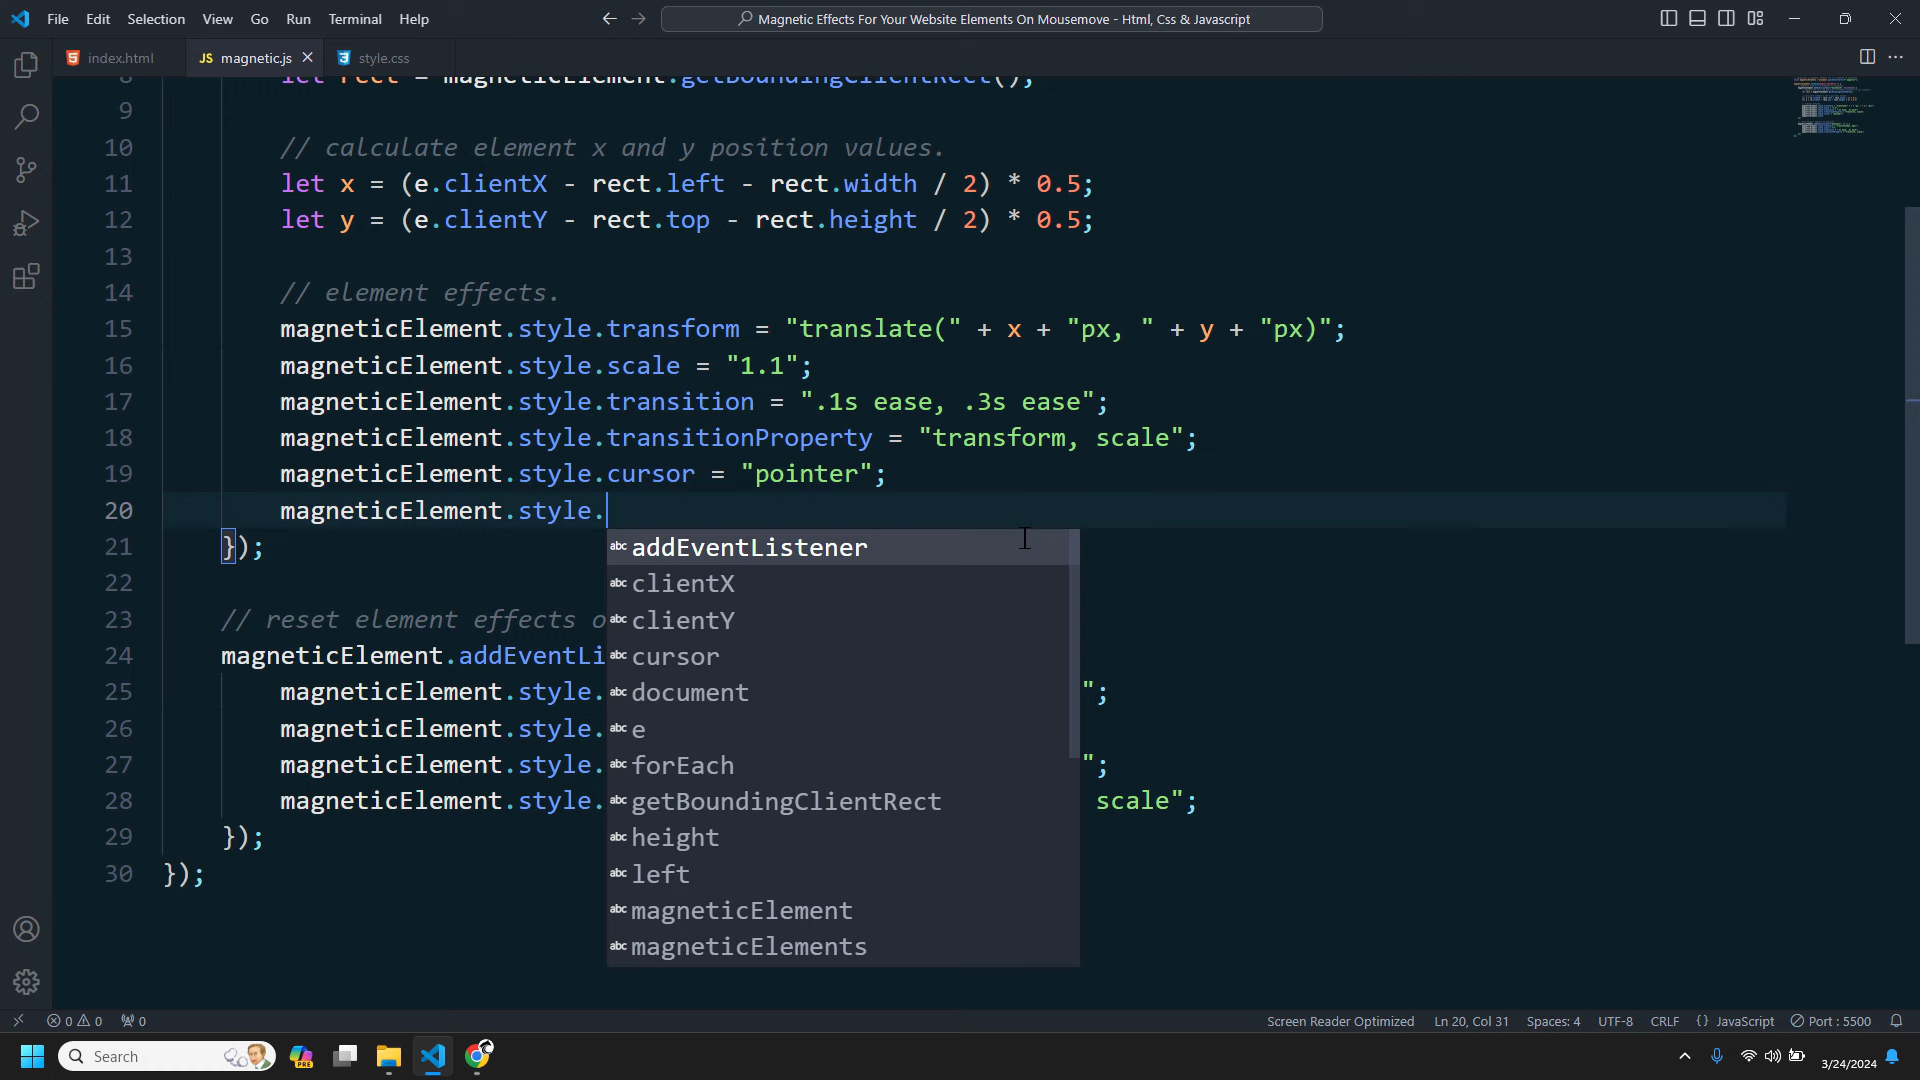 File Edit Selection View Go Run Terminal Help
Magnetic Effects For Your Website Elements On Mousemove - Html, Css & Javascript
index.html JS magnetic.js style.css
8 let rect = magneticElement.getBoundingClientRect();
9
10 // calculate element x and y position values.
11 let x = (e.clientX - rect.left - rect.width / 2) * 0.5;
12 let y = (e.clientY - rect.top - rect.height / 2) * 0.5;
13
14 // element effects.
15 magneticElement.style.transform = "translate(" + x + "px, " + y + "px)";
16 magneticElement.style.scale = "1.1";
17 magneticElement.style.transition = ".1s ease, .3s ease";
18 magneticElement.style.transitionProperty = "transform, scale";
19 magneticElement.style.cursor = "pointer";
20 magneticElement.style.
21 });
abc addEventListener
22
abc clientX
23 // reset element effects o
abc clientY
24 magneticElement.addEventLi
abc cursor
25 magneticElement.style. ";
abc document
26 magneticElement.style.
abc e
27 magneticElement.style. ";
abc forEach
28 magneticElement.style. scale";
abc getBoundingClientRect
29 });
abc height
30 });
abc left
abc magneticElement
abc magneticElements
0 0 0 Screen Reader Optimized Ln 20, Col 31 Spaces: 4 UTF-8 CRLF {} JavaScript Port : 5500
Search PRE 3/24/2024